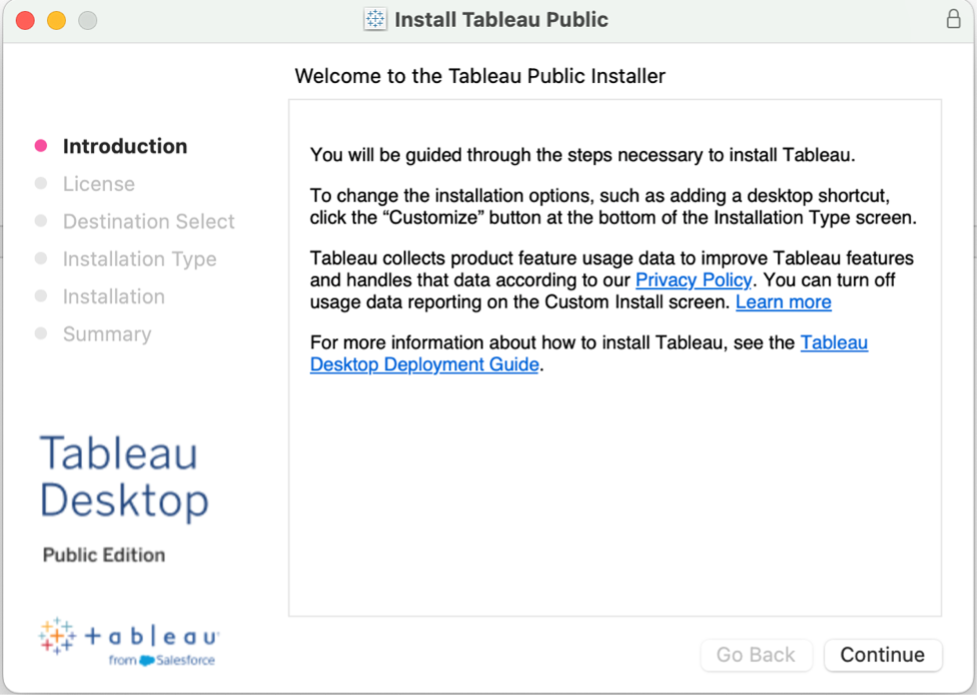 Install Tableau Public
Welcome to the Tableau Public Installer
Introduction
License
Destination Select
Installation Type
Installation
Summary
You will be guided through the steps necessary to install Tableau.
To change the installation options, such as adding a desktop shortcut,
click the “Customize” button at the bottom of the Installation Type screen.
Tableau collects product feature usage data to improve Tableau features
and handles that data according to our Privacy Policy. You can turn off
usage data reporting on the Custom Install screen. Learn more
For more information about how to install Tableau, see the Tableau
Desktop Deployment Guide.
Tableau
Desktop
Public Edition
+ableau
from Salesforce
Go Back
Continue